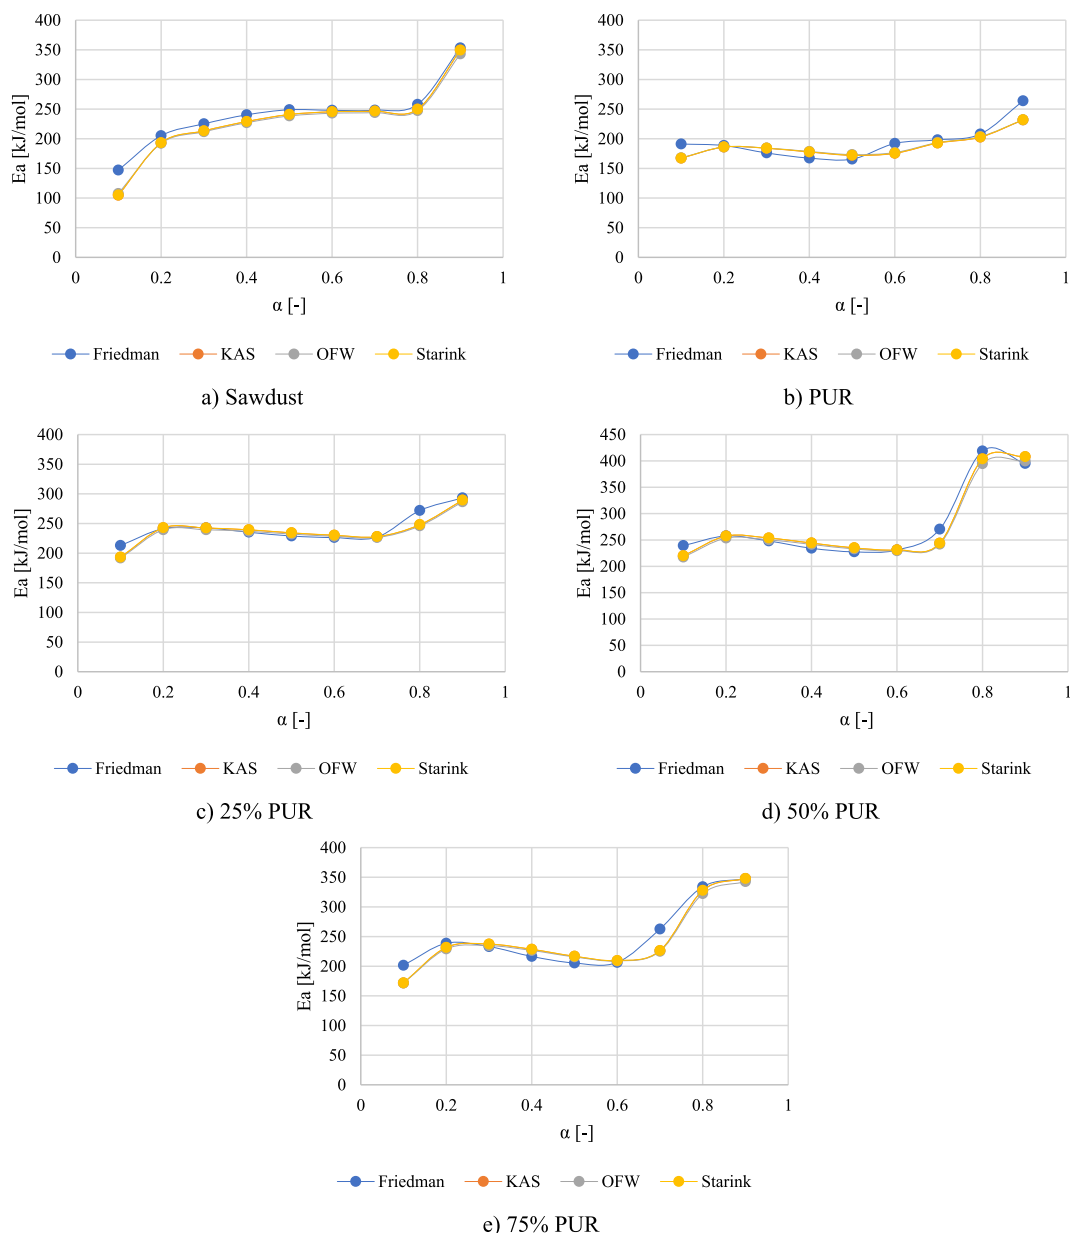 400
350
300
250
200
150
100
50
0
Ea [kJ/mol]
0 0.2 0.4 0.6 0.8 1
α [-]
Friedman KAS OFW Starink
a) Sawdust
400
350
300
250
200
150
100
50
0
Ea [kJ/mol]
0 0.2 0.4 0.6 0.8 1
α [-]
Friedman KAS OFW Starink
b) PUR
400
350
300
250
200
150
100
50
0
Ea [kJ/mol]
0 0.2 0.4 0.6 0.8 1
α [-]
Friedman KAS OFW Starink
c) 25% PUR
450
400
350
300
250
200
150
100
50
0
Ea [kJ/mol]
0 0.2 0.4 0.6 0.8 1
α [-]
Friedman KAS OFW Starink
d) 50% PUR
400
350
300
250
200
150
100
50
0
Ea [kJ/mol]
0 0.2 0.4 0.6 0.8 1
α [-]
Friedman KAS OFW Starink
e) 75% PUR